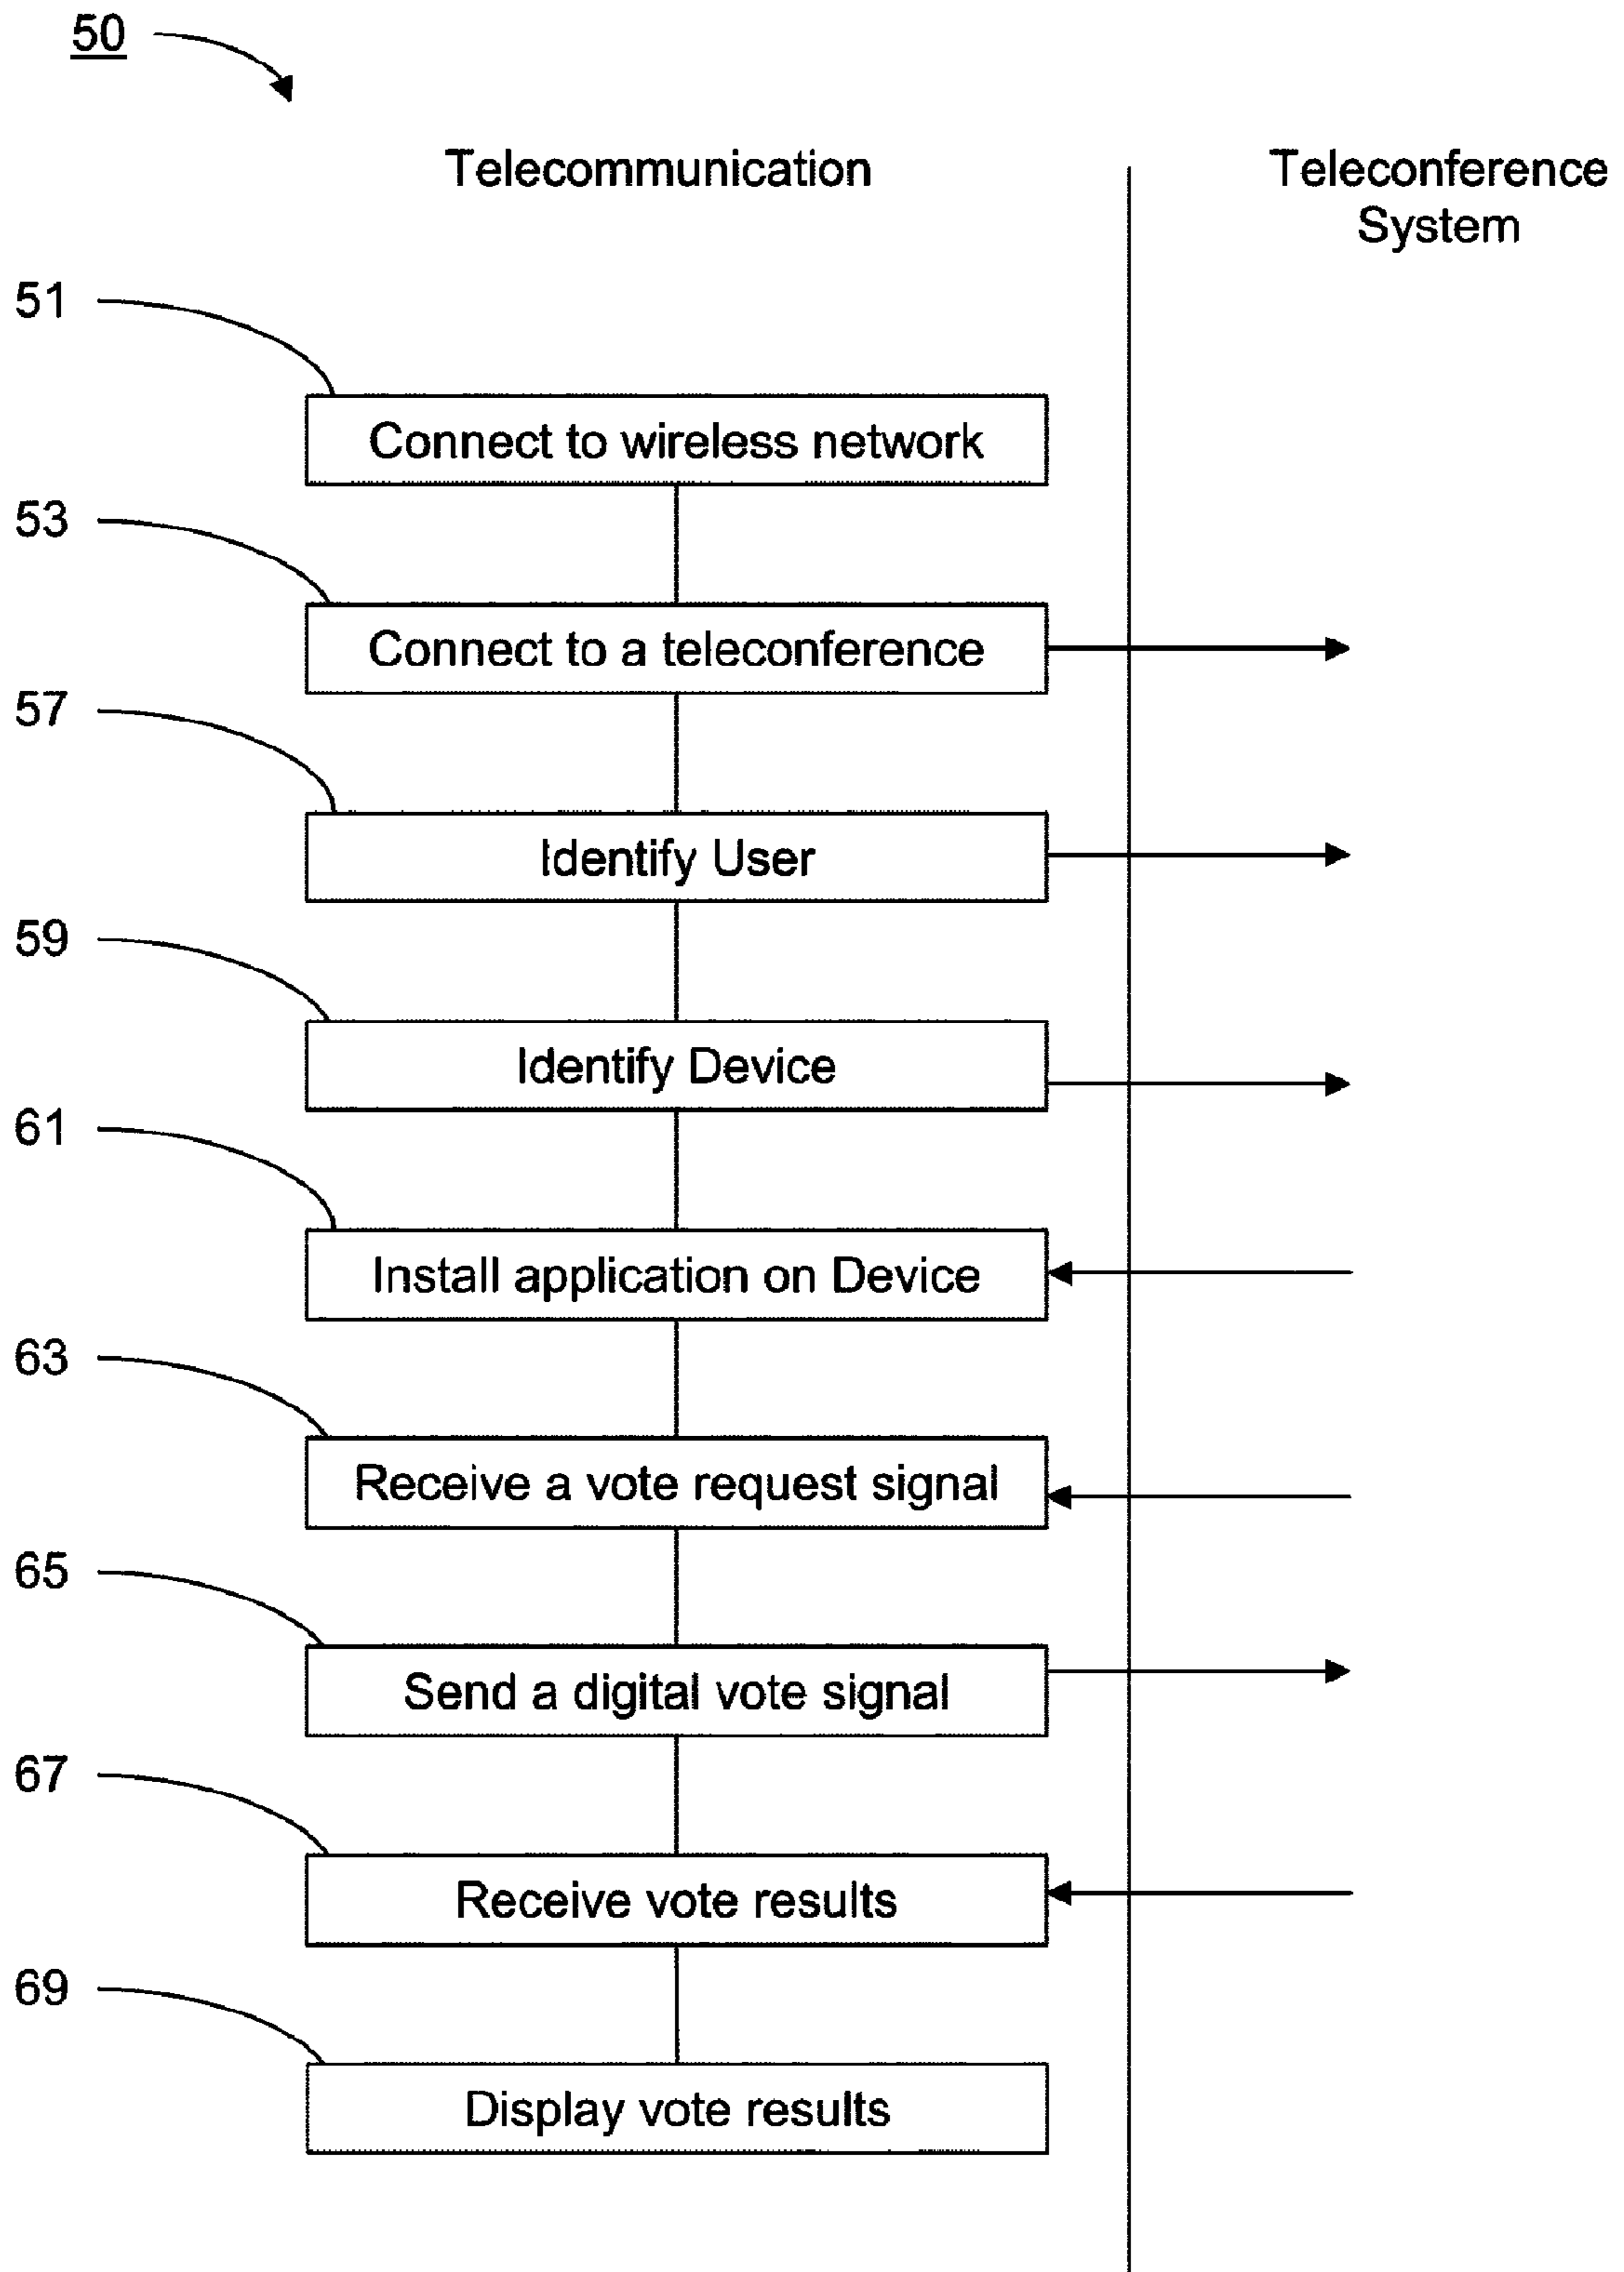 50
Telecommunication
Teleconference
System
51
Connect to wireless network
53
Connect to a teleconference
57
Identify User
59
Identify Device
61
Install application on Device
63
Receive a vote request signal
65
Send a digital vote signal
67
Receive vote results
69
Display vote results